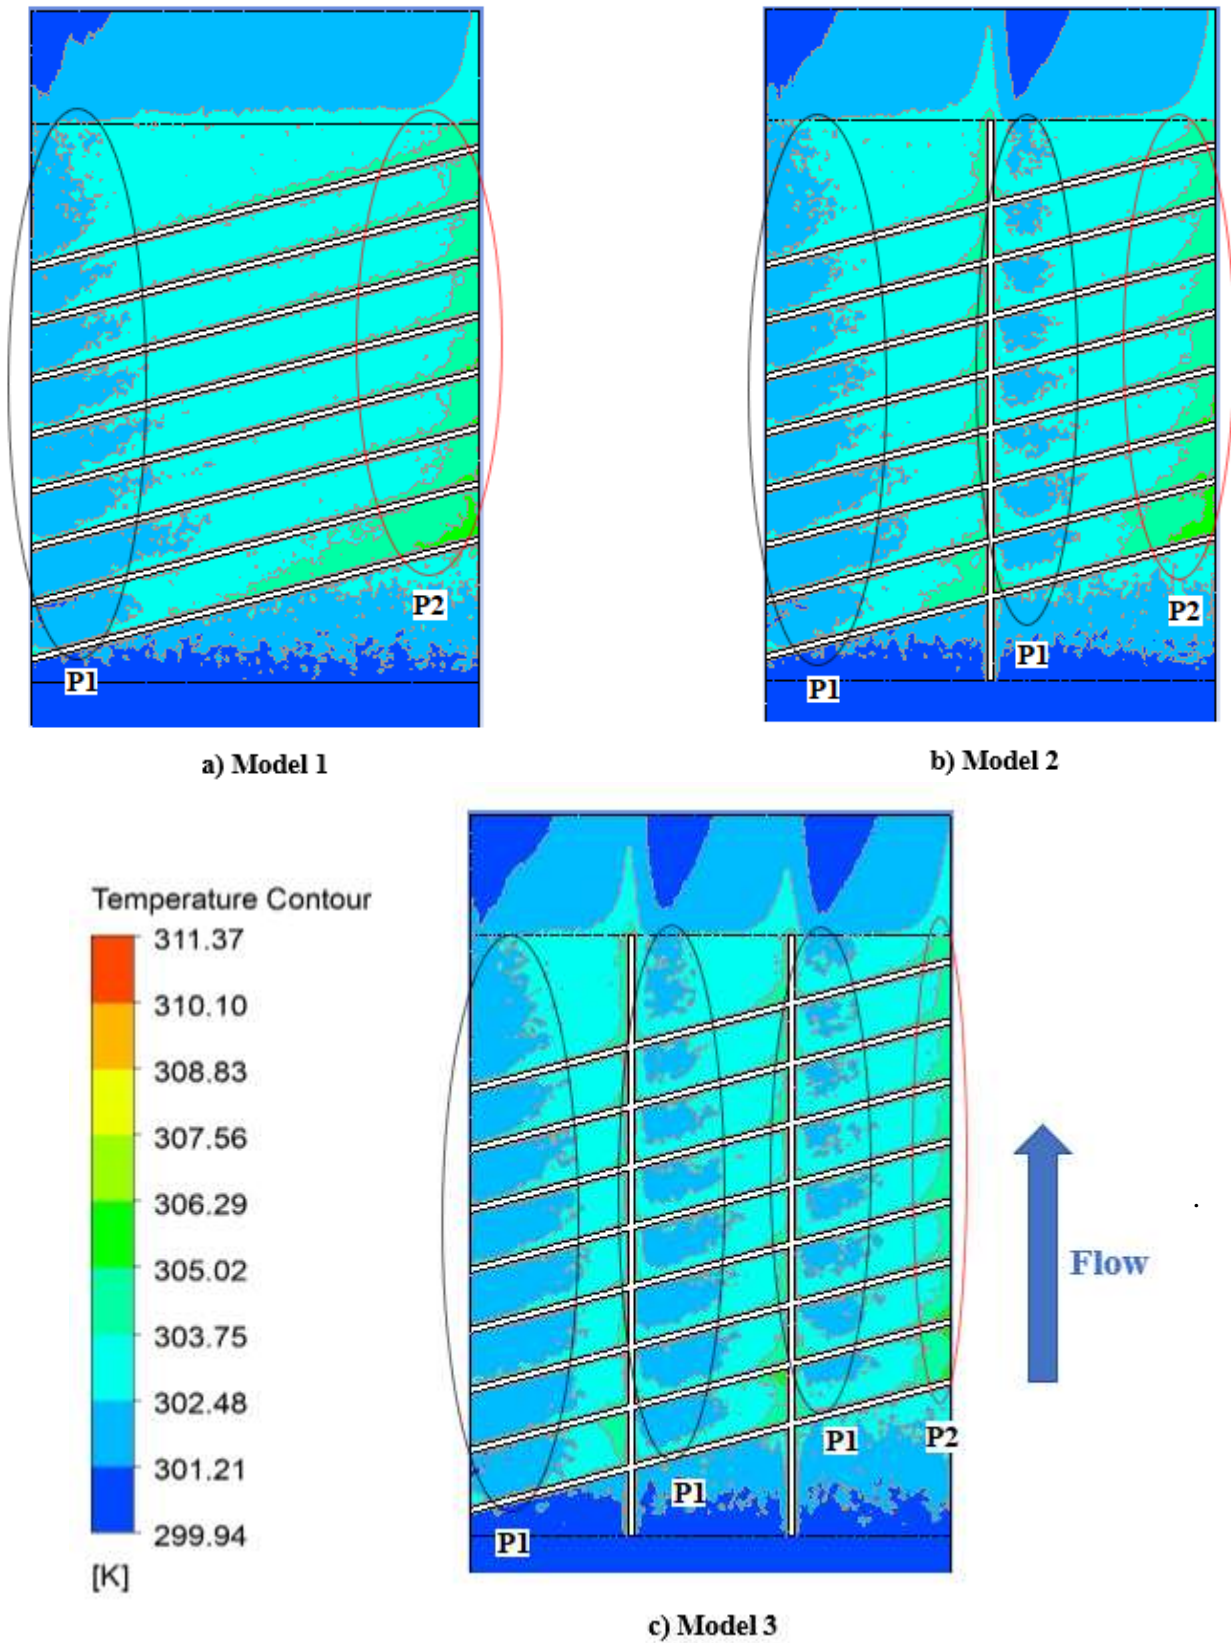 P2
P1
P2
P1
P1
a) Model 1
b) Model 2
Temperature Contour
311.37
310.10
308.83
307.56
306.29
305.02
303.75
302.48
301.21
299.94
[K]
Flow
.
P1
P2
P1
P1
c) Model 3